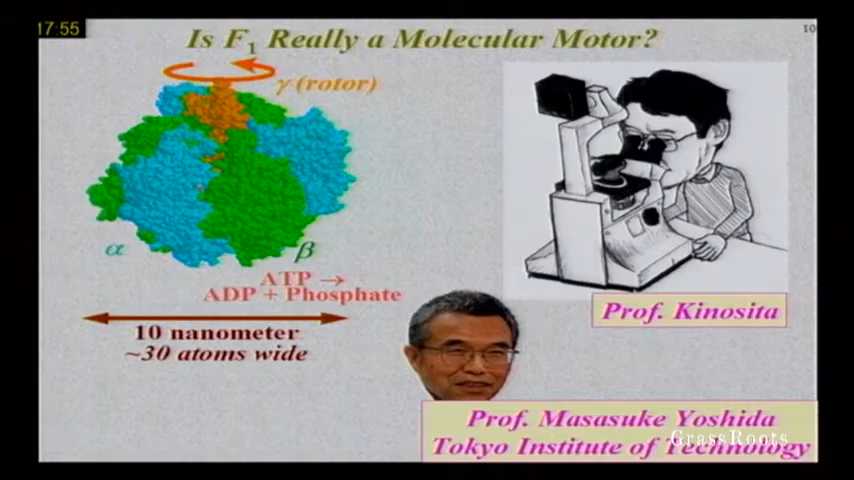 17:55
10
Is F1 Really a Molecular Motor?
γ (rotor)
α
β
ATP →
ADP + Phosphate
10 nanometer
~30 atoms wide
Prof. Kinosita
Prof. Masasuke Yoshida
Tokyo Institute of Technology
GrassRoots